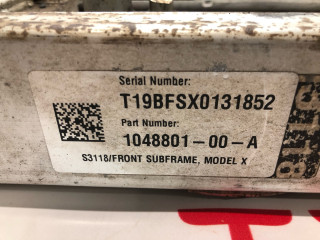 Serial Number:
T19BFSX0131852
Part Number:
1048801-00-A
S3118/FRONT SUBFRAME, MODEL X